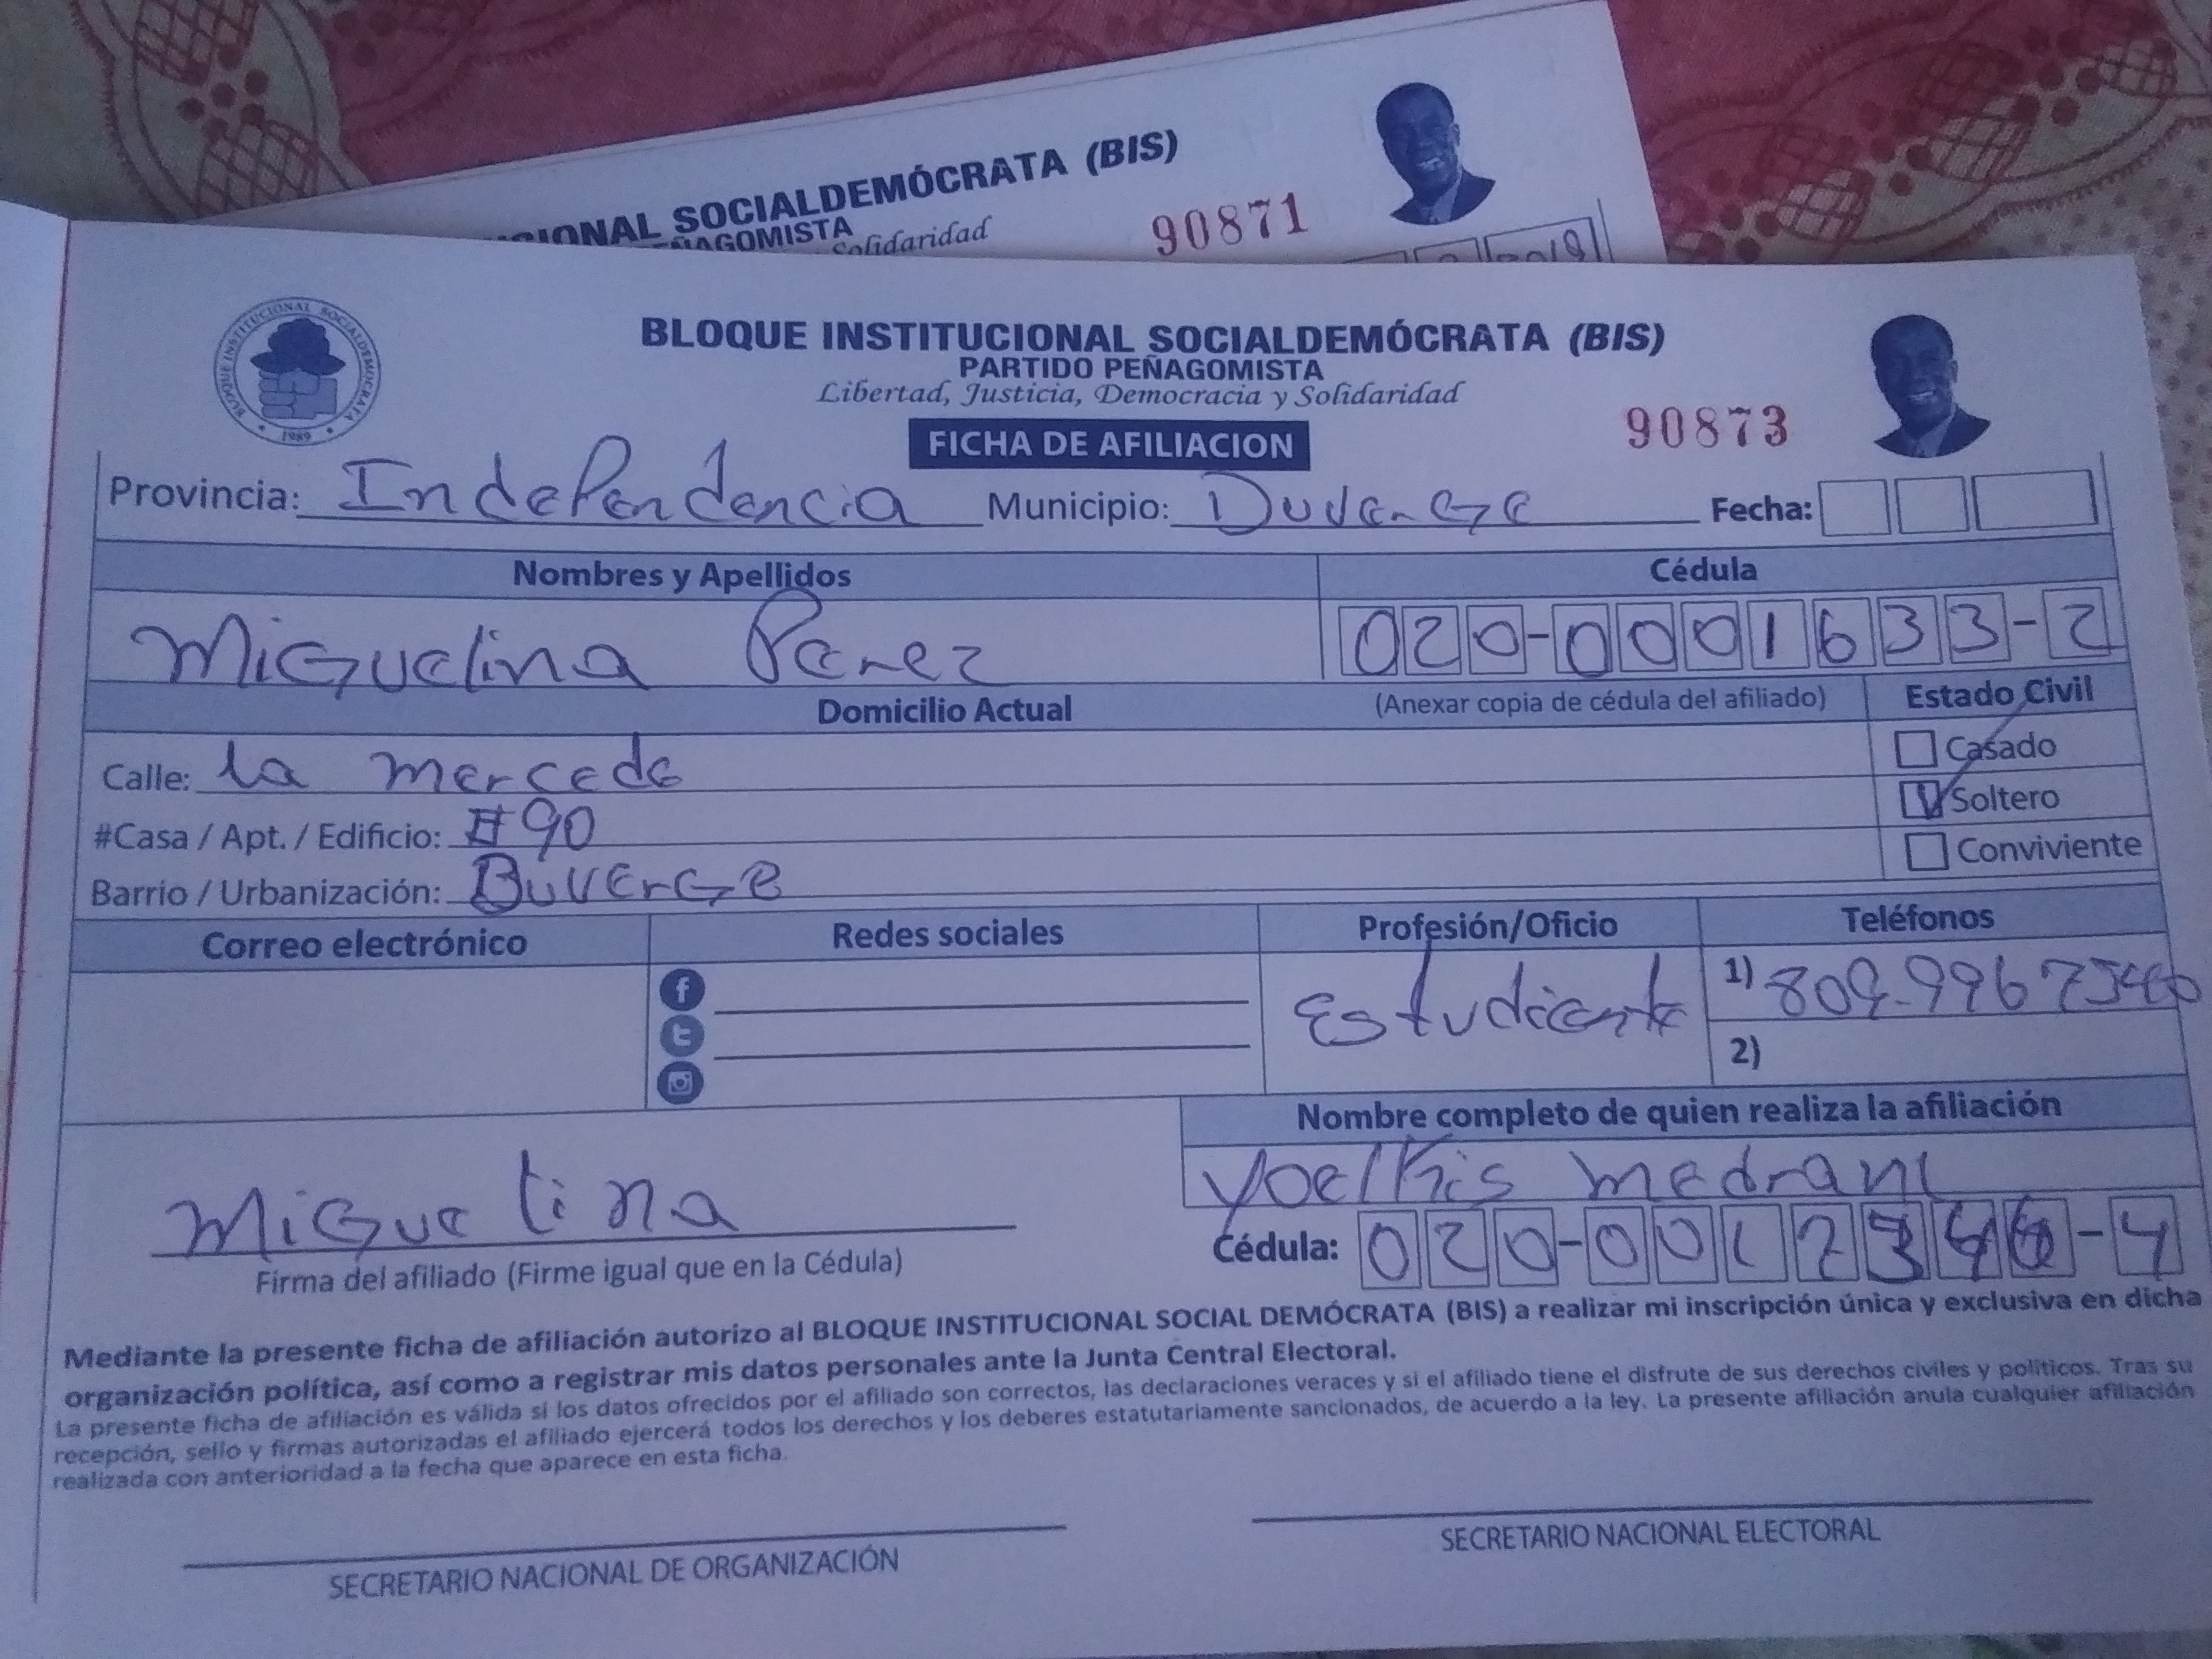 SOCIALDEMÓCRATA (BIS)
Solidaridad
90871
BLOQUE INSTITUCIONAL SOCIALDEMÓCRATA
1989
BLOQUE INSTITUCIONAL SOCIALDEMÓCRATA (BIS)
PARTIDO PEÑAGOMISTA
Libertad, Justicia, Democracia y Solidaridad
90873
FICHA DE AFILIACION
Provincia: IndePendencia Municipio: Duverge Fecha:
Nombres y Apellidos Cédula
Miguelina Perez 020-0001633-2
Domicilio Actual (Anexar copia de cédula del afiliado) Estado Civil
Calle: la mercede Casado
#Casa / Apt. / Edificio: #90 Soltero
Barrio / Urbanización: DuverGe Conviviente
Correo electrónico Redes sociales Profesión/Oficio Teléfonos
Estudiente 1) 809-996
2)
Nombre completo de quien realiza la afiliación
Miguelina Yoelkis
Firma del afiliado (Firme igual que en la Cédula) Cédula:
Mediante la presente ficha de afiliación autorizo al BLOQUE INSTITUCIONAL SOCIAL DEMÓCRATA (BIS) a realizar mi inscripción única y exclusiva en dicha
organización política, así como a registrar mis datos personales ante la Junta Central Electoral.
La presente ficha de afiliación es válida si los datos ofrecidos por el afiliado son correctos, las declaraciones veraces y si el afiliado tiene el disfrute de sus derechos civiles y políticos. Tras su
recepción, sello y firmas autorizadas el afiliado ejercerá todos los derechos y los deberes estatutariamente sancionados, de acuerdo a la ley. La presente afiliación anula cualquier afiliación
realizada con anterioridad a la fecha que aparece en esta ficha.
SECRETARIO NACIONAL DE ORGANIZACIÓN SECRETARIO NACIONAL ELECTORAL